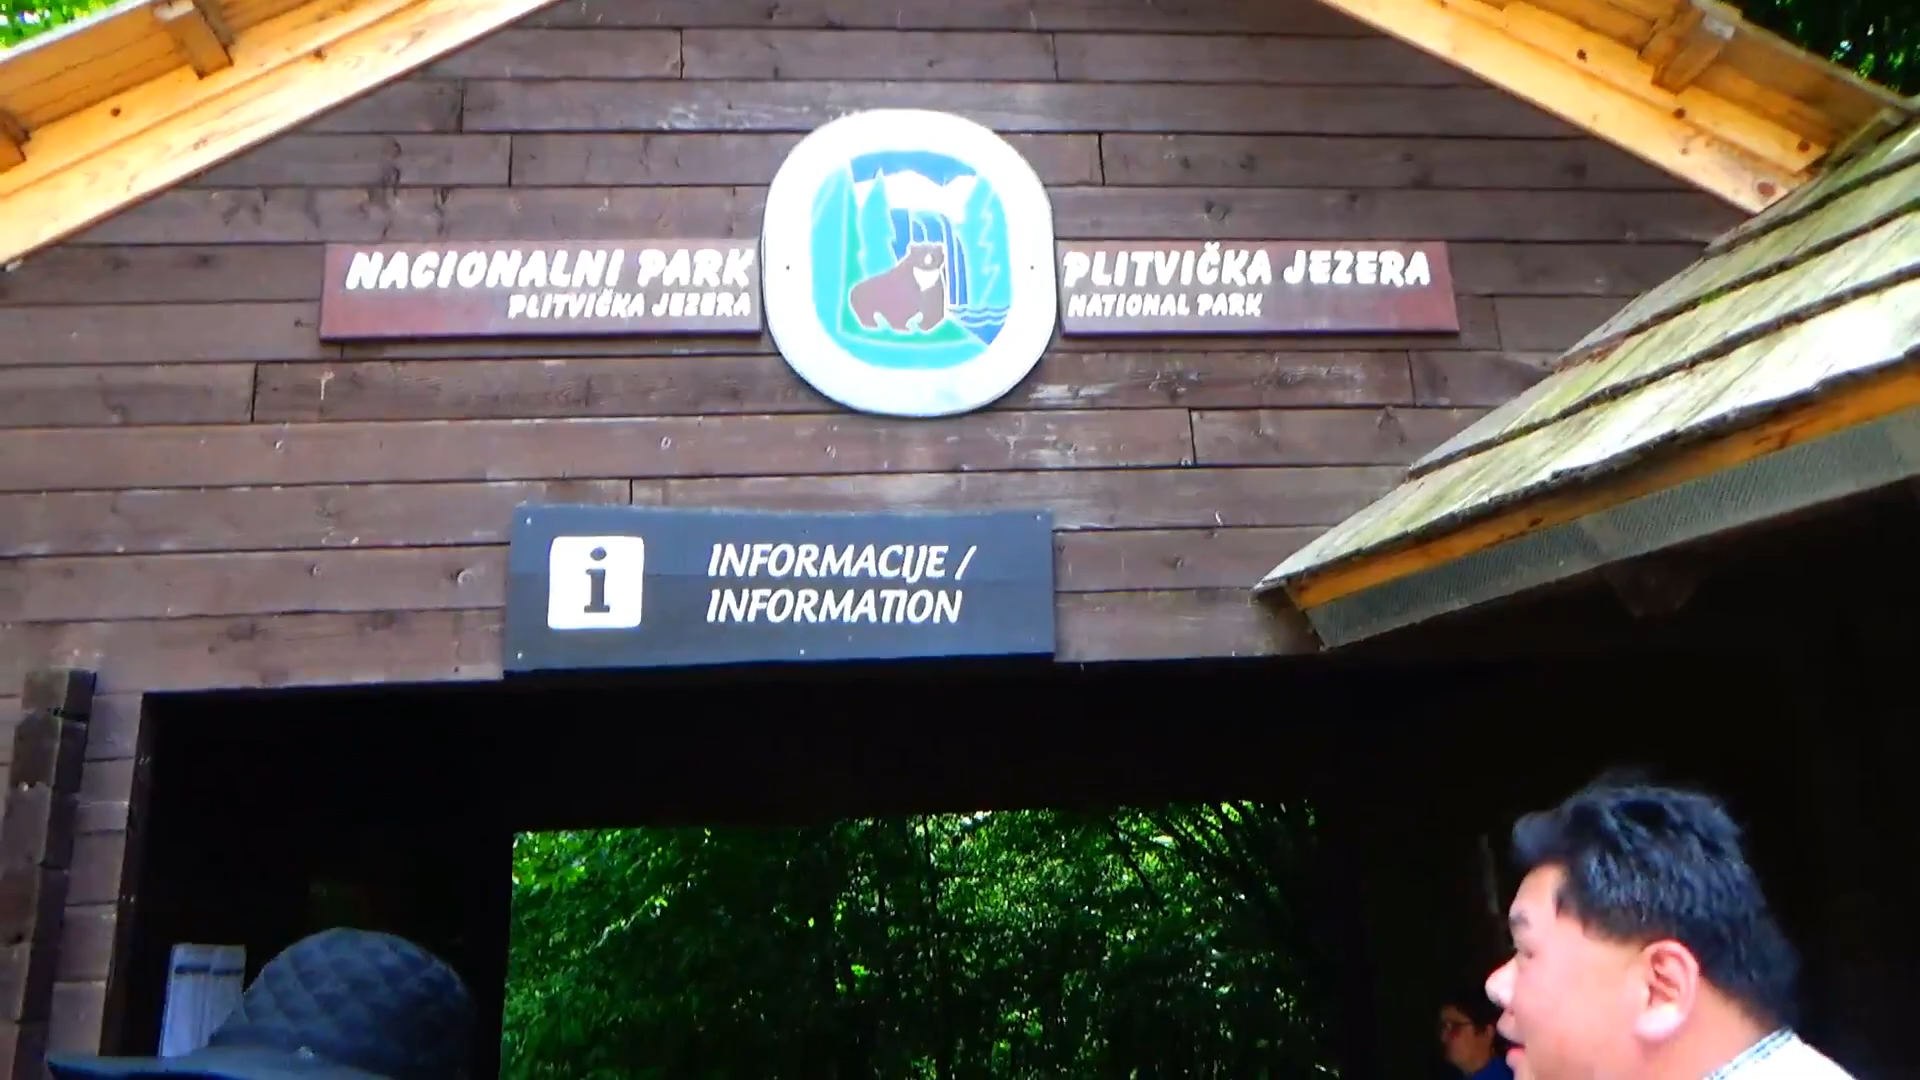 NACIONALNI PARK
PLITVIČKA JEZERA
PLITVIČKA JEZERA
NATIONAL PARK
i
INFORMACIJE /
INFORMATION